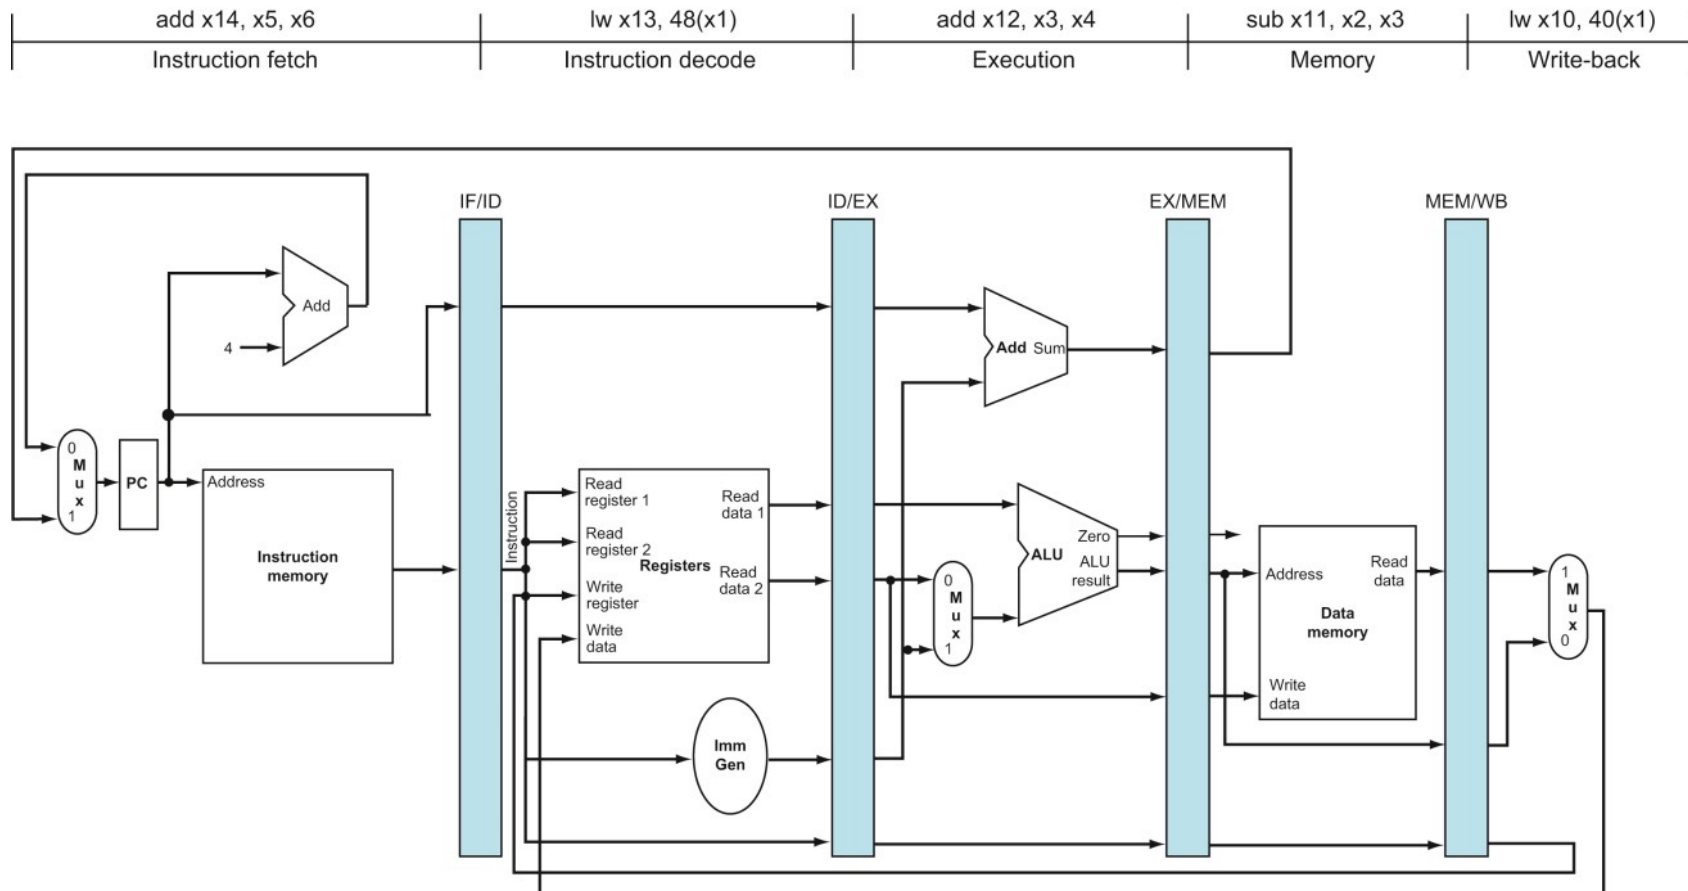 add x14, x5, x6
lw x13, 48(x1)
add x12, x3, x4
sub x11, x2, x3
lw x10, 40(x1)
Instruction fetch
Instruction decode
Execution
Memory
Write-back
IF/ID
ID/EX
EX/MEM
MEM/WB
Add
4
Add Sum
0
M
u
x
1
PC
Address
Instruction
memory
Instruction
Read
register 1
Read
register 2
Write
register
Write
data
Registers
Read
data 1
Read
data 2
Imm
Gen
0
M
u
x
1
Zero
ALU
ALU
result
Address
Read
data
Data
memory
Write
data
1
M
u
x
0